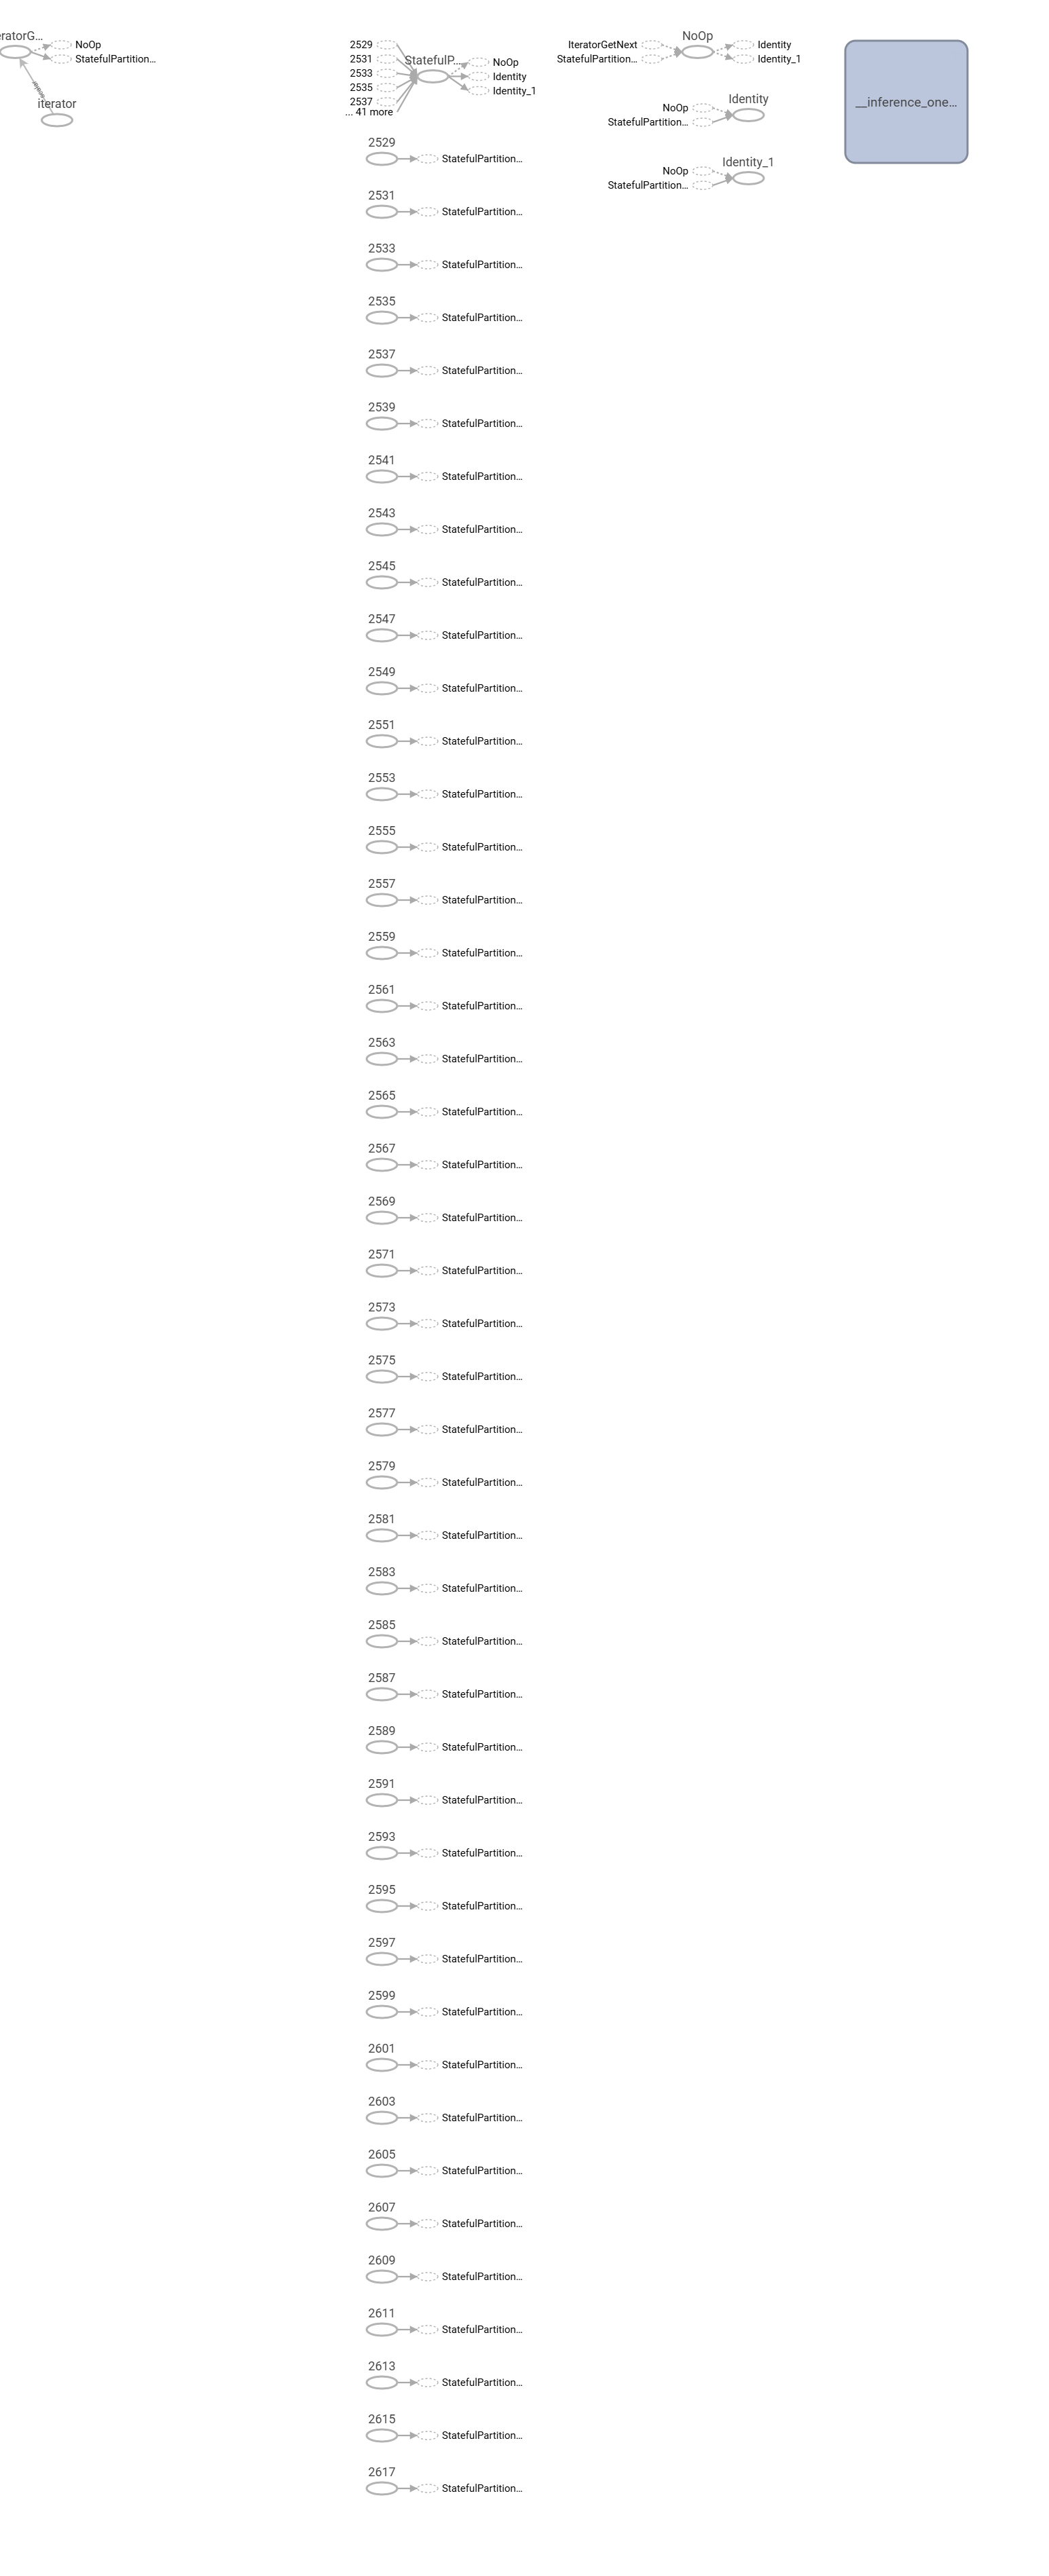 eratorG…
NoOp
StatefulPartition…
iterator
2529
2531
2533
2535
2537
... 41 more
StatefulP…
NoOp
Identity
Identity_1
IteratorGetNext
StatefulPartition…
NoOp
Identity
Identity_1
NoOp
StatefulPartition…
Identity
NoOp
StatefulPartition…
Identity_1
__inference_one…
2529
StatefulPartition…
2531
StatefulPartition…
2533
StatefulPartition…
2535
StatefulPartition…
2537
StatefulPartition…
2539
StatefulPartition…
2541
StatefulPartition…
2543
StatefulPartition…
2545
StatefulPartition…
2547
StatefulPartition…
2549
StatefulPartition…
2551
StatefulPartition…
2553
StatefulPartition…
2555
StatefulPartition…
2557
StatefulPartition…
2559
StatefulPartition…
2561
StatefulPartition…
2563
StatefulPartition…
2565
StatefulPartition…
2567
StatefulPartition…
2569
StatefulPartition…
2571
StatefulPartition…
2573
StatefulPartition…
2575
StatefulPartition…
2577
StatefulPartition…
2579
StatefulPartition…
2581
StatefulPartition…
2583
StatefulPartition…
2585
StatefulPartition…
2587
StatefulPartition…
2589
StatefulPartition…
2591
StatefulPartition…
2593
StatefulPartition…
2595
StatefulPartition…
2597
StatefulPartition…
2599
StatefulPartition…
2601
StatefulPartition…
2603
StatefulPartition…
2605
StatefulPartition…
2607
StatefulPartition…
2609
StatefulPartition…
2611
StatefulPartition…
2613
StatefulPartition…
2615
StatefulPartition…
2617
StatefulPartition…